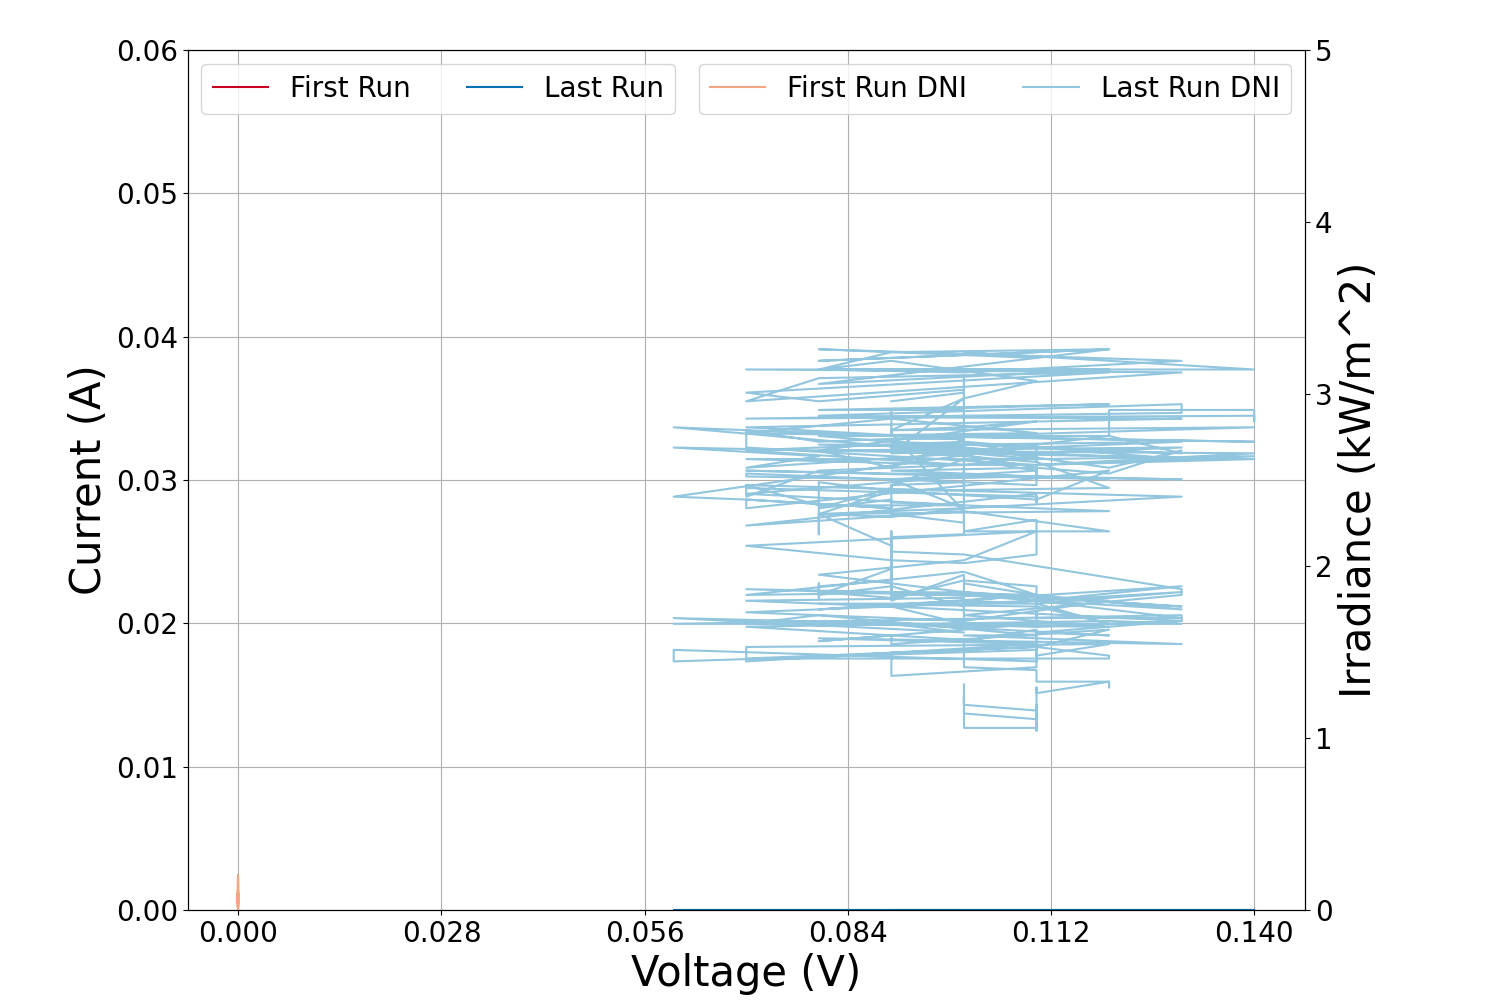 First Run
Last Run
First Run DNI
Last Run DNI
Current (A)
0.06
0.05
0.04
0.03
0.02
0.01
0.00
0.000
0.028
0.056
0.084
0.112
0.140
Voltage (V)
5
4
3
2
1
0
Irradiance (kW/m^2)